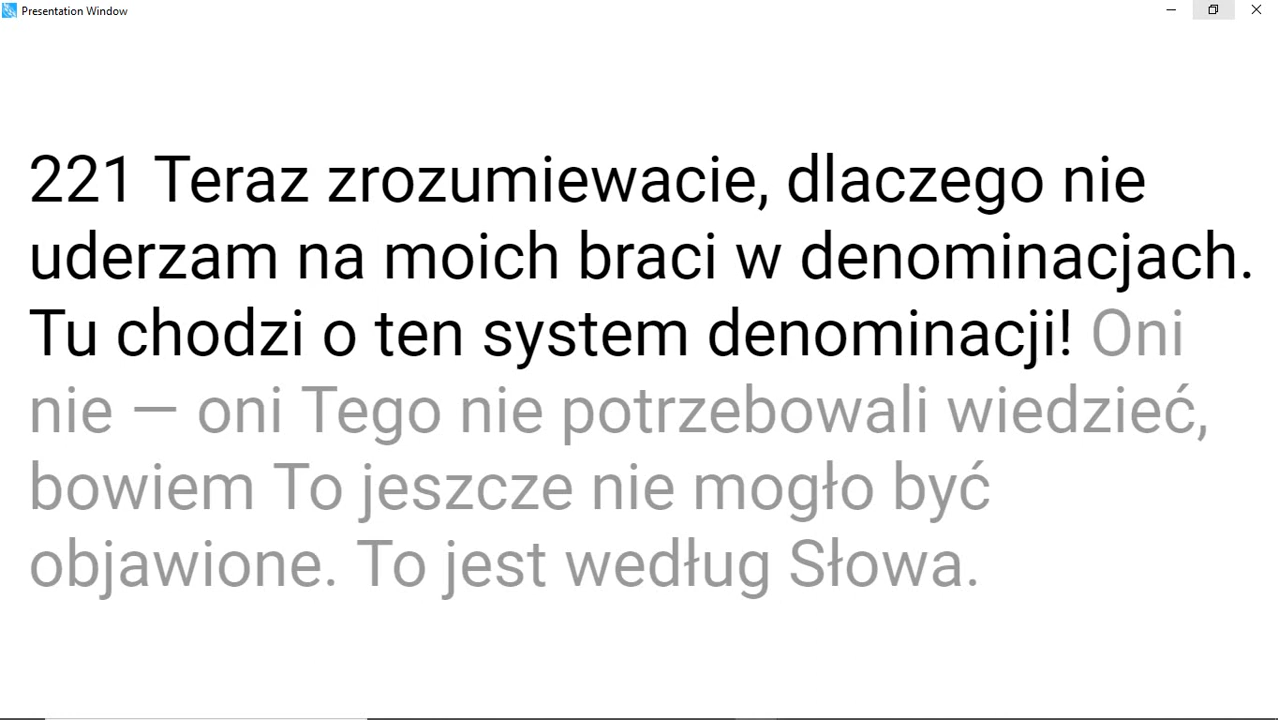 Presentation Window
221 Teraz zrozumiewacie, dlaczego nie
uderzam na moich braci w denominacjach.
Tu chodzi o ten system denominacji! Oni
nie — oni Tego nie potrzebowali wiedzieć,
bowiem To jeszcze nie mogło być
objawione. To jest według Słowa.